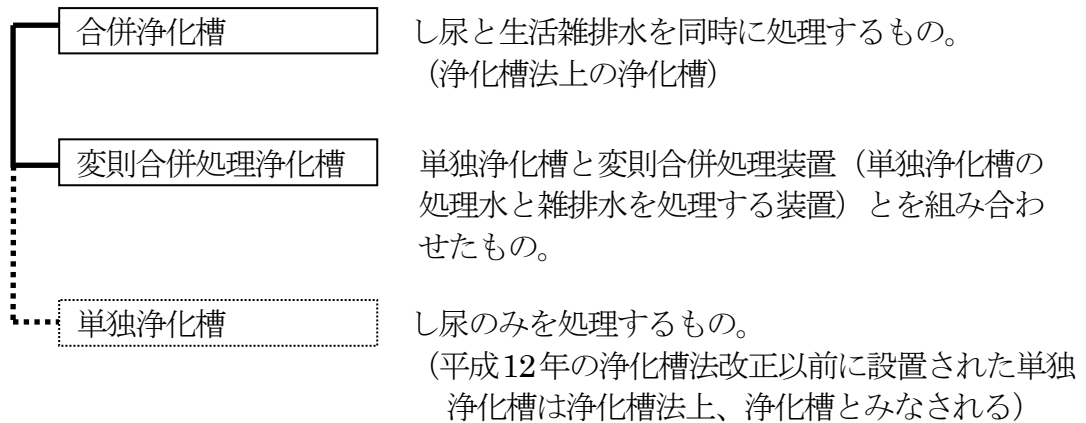 合併浄化槽 し尿と生活雑排水を同時に処理するもの。
（浄化槽法上の浄化槽）
変則合併処理浄化槽 単独浄化槽と変則合併処理装置（単独浄化槽の
処理水と雑排水を処理する装置）とを組み合わ
せたもの。
単独浄化槽 し尿のみを処理するもの。
（平成12年の浄化槽法改正以前に設置された単独
浄化槽は浄化槽法上、浄化槽とみなされる）